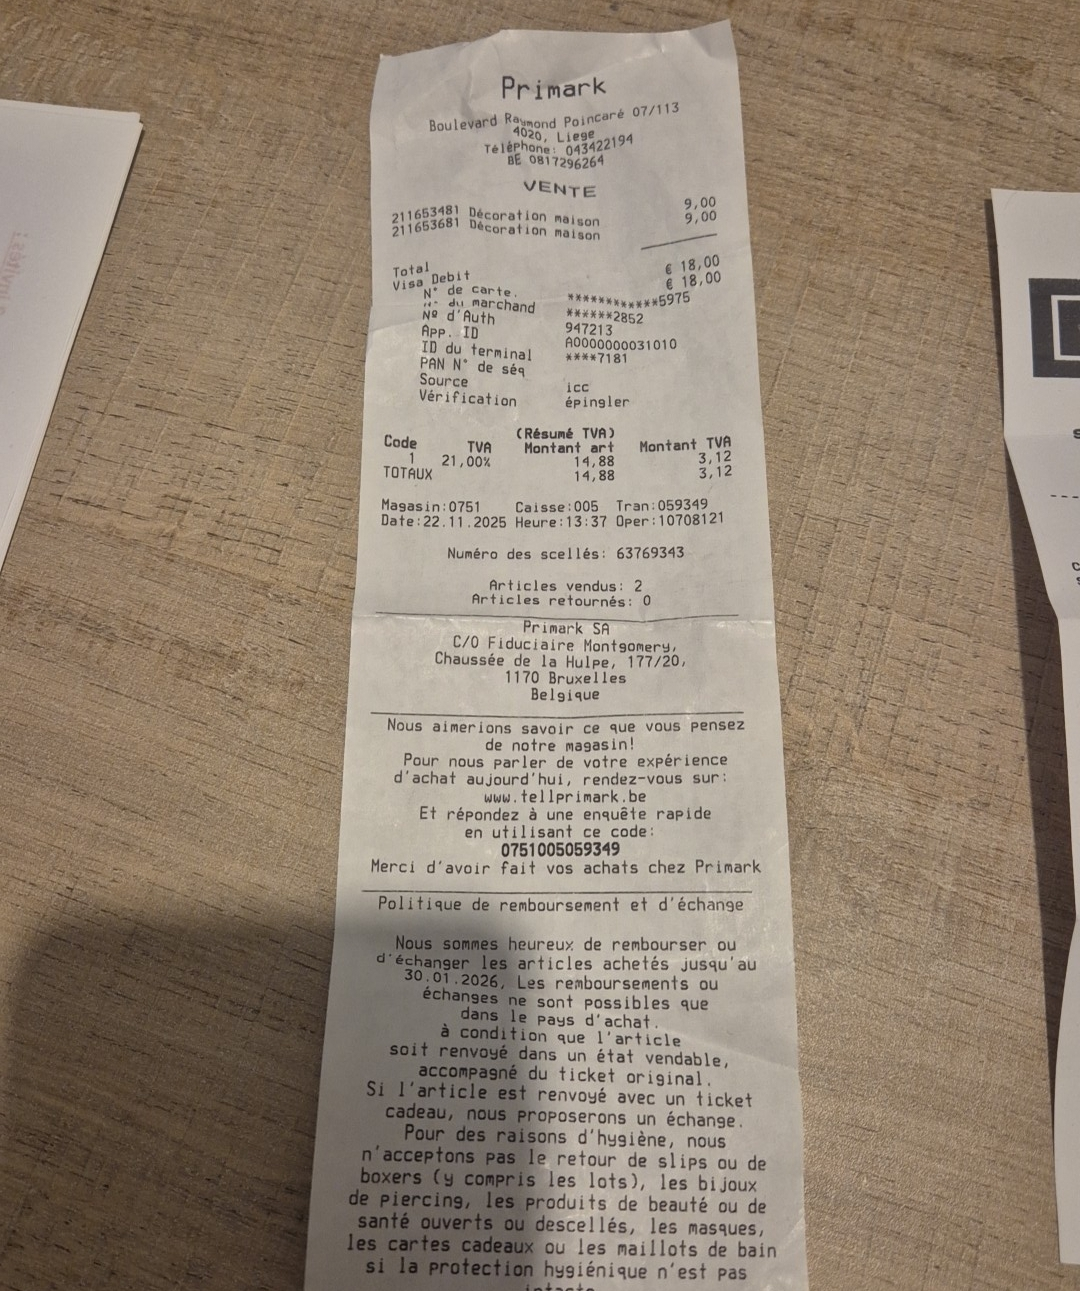 Primark
Boulevard Raymond Poincaré 07/113
4020, Liege
Téléphone: 043422194
BE 0817296264
VENTE
211653481 Décoration maison 9,00
211653681 Décoration maison 9,00
Total € 18,00
Visa Debit € 18,00
N° de carte. ************5975
N° du marchand ******2852
Nº d'Auth 947213
App. ID A0000000031010
ID du terminal ****7181
PAN N° de séq
Source icc
Vérification épingler
(Résumé TVA)
Code TVA Montant art Montant TVA
1 21,00% 14,88 3,12
TOTAUX 14,88 3,12
Magasin:0751 Caisse:005 Tran:059349
Date:22.11.2025 Heure:13:37 Oper:10708121
Numéro des scellés: 63769343
Articles vendus: 2
Articles retournés: 0
Primark SA
C/O Fiduciaire Montgomery,
Chaussée de la Hulpe, 177/20,
1170 Bruxelles
Belgique
Nous aimerions savoir ce que vous pensez
de notre magasin!
Pour nous parler de votre expérience
d'achat aujourd'hui, rendez-vous sur:
www.tellprimark.be
Et répondez à une enquête rapide
en utilisant ce code:
0751005059349
Merci d'avoir fait vos achats chez Primark
Politique de remboursement et d'échange
Nous sommes heureux de rembourser ou
d'échanger les articles achetés jusqu'au
30.01.2026, Les remboursements ou
échanges ne sont possibles que
dans le pays d'achat.
à condition que l'article
soit renvoyé dans un état vendable,
accompagné du ticket original.
Si l'article est renvoyé avec un ticket
cadeau, nous proposerons un échange.
Pour des raisons d'hygiène, nous
n'acceptons pas le retour de slips ou de
boxers (y compris les lots), les bijoux
de piercing, les produits de beauté ou de
santé ouverts ou descellés, les masques,
les cartes cadeaux ou les maillots de bain
si la protection hygiénique n'est pas